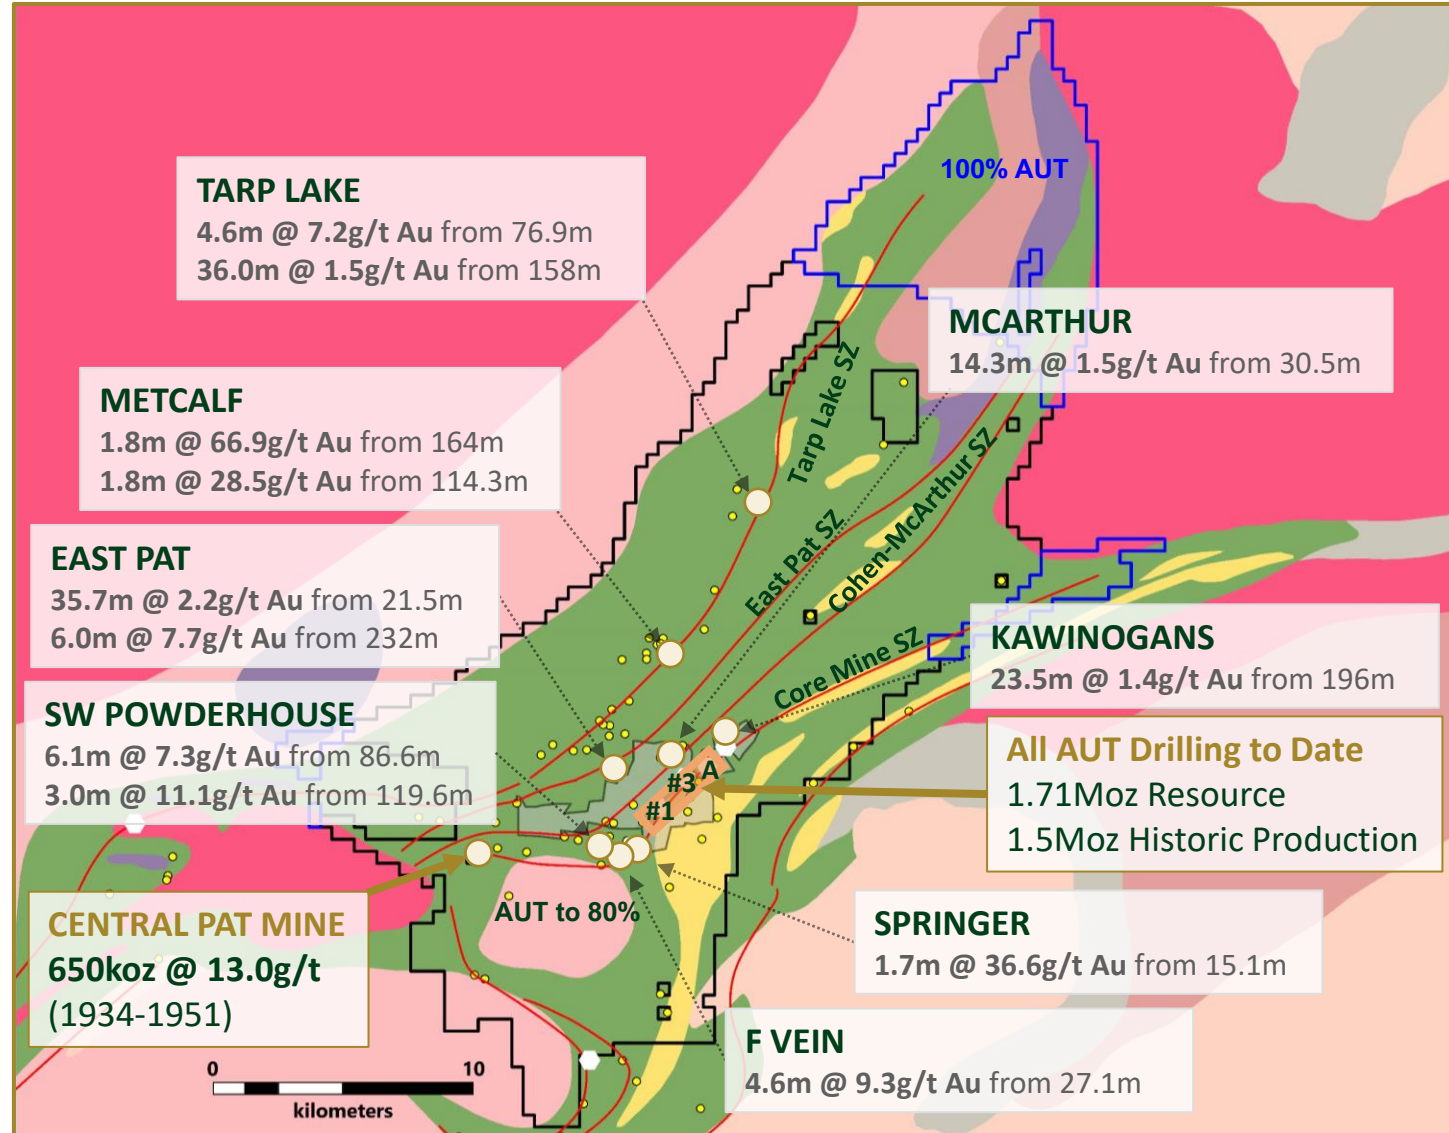 100% AUT
TARP LAKE
4.6m @ 7.2g/t Au from 76.9m
36.0m @ 1.5g/t Au from 158m
MCARTHUR
14.3m @ 1.5g/t Au from 30.5m
METCALF
1.8m @ 66.9g/t Au from 164m
1.8m @ 28.5g/t Au from 114.3m
Tarp Lake SZ
East Pat SZ
Cohen-McArthur SZ
Core Mine SZ
EAST PAT
35.7m @ 2.2g/t Au from 21.5m
6.0m @ 7.7g/t Au from 232m
KAWINOGANS
23.5m @ 1.4g/t Au from 196m
SW POWDERHOUSE
6.1m @ 7.3g/t Au from 86.6m
3.0m @ 11.1g/t Au from 119.6m
A
#3
#1
All AUT Drilling to Date
1.71Moz Resource
1.5Moz Historic Production
CENTRAL PAT MINE
650koz @ 13.0g/t
(1934-1951)
AUT to 80%
SPRINGER
1.7m @ 36.6g/t Au from 15.1m
F VEIN
4.6m @ 9.3g/t Au from 27.1m
0 10
kilometers